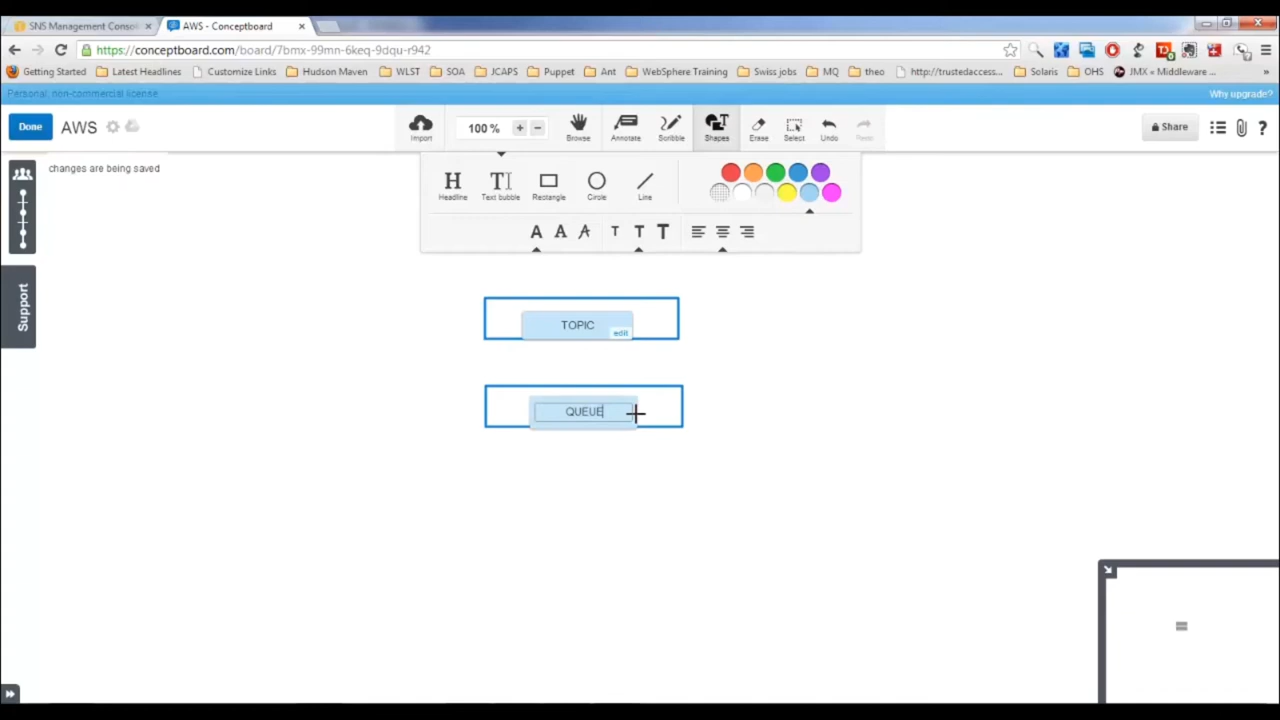 SNS Management Conso
AWS - Conceptboard
https://conceptboard.com/board/7bmx-99mn-6keq-9dqu-r942
Getting Started Latest Headlines Customize Links Hudson Maven WLST SOA JCAPS Puppet Ant WebSphere Training Swiss jobs MQ theo http://trustedaccess... Solaris OHS JMX « Middleware ... »
Personal, non-commercial license Why upgrade?
Done AWS Import 100 % + - Browse Annotate Scribble Shapes Erase Select Undo Share ?
changes are being saved
H T
Headline Text bubble Rectangle Circle Line
A A A T T T
Support
TOPIC
edit
QUEUE